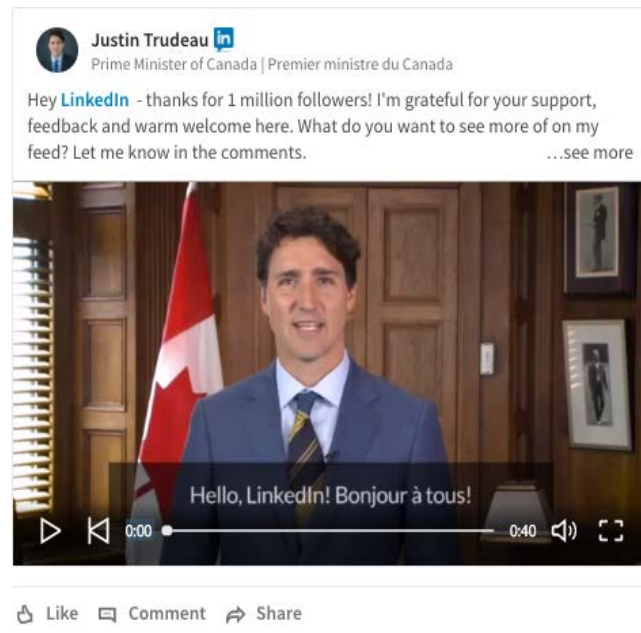 Justin Trudeau in
Prime Minister of Canada | Premier ministre du Canada
Hey LinkedIn - thanks for 1 million followers! I'm grateful for your support,
feedback and warm welcome here. What do you want to see more of on my
feed? Let me know in the comments. ...see more
Hello, LinkedIn! Bonjour à tous!
0:00 0:40
Like Comment Share